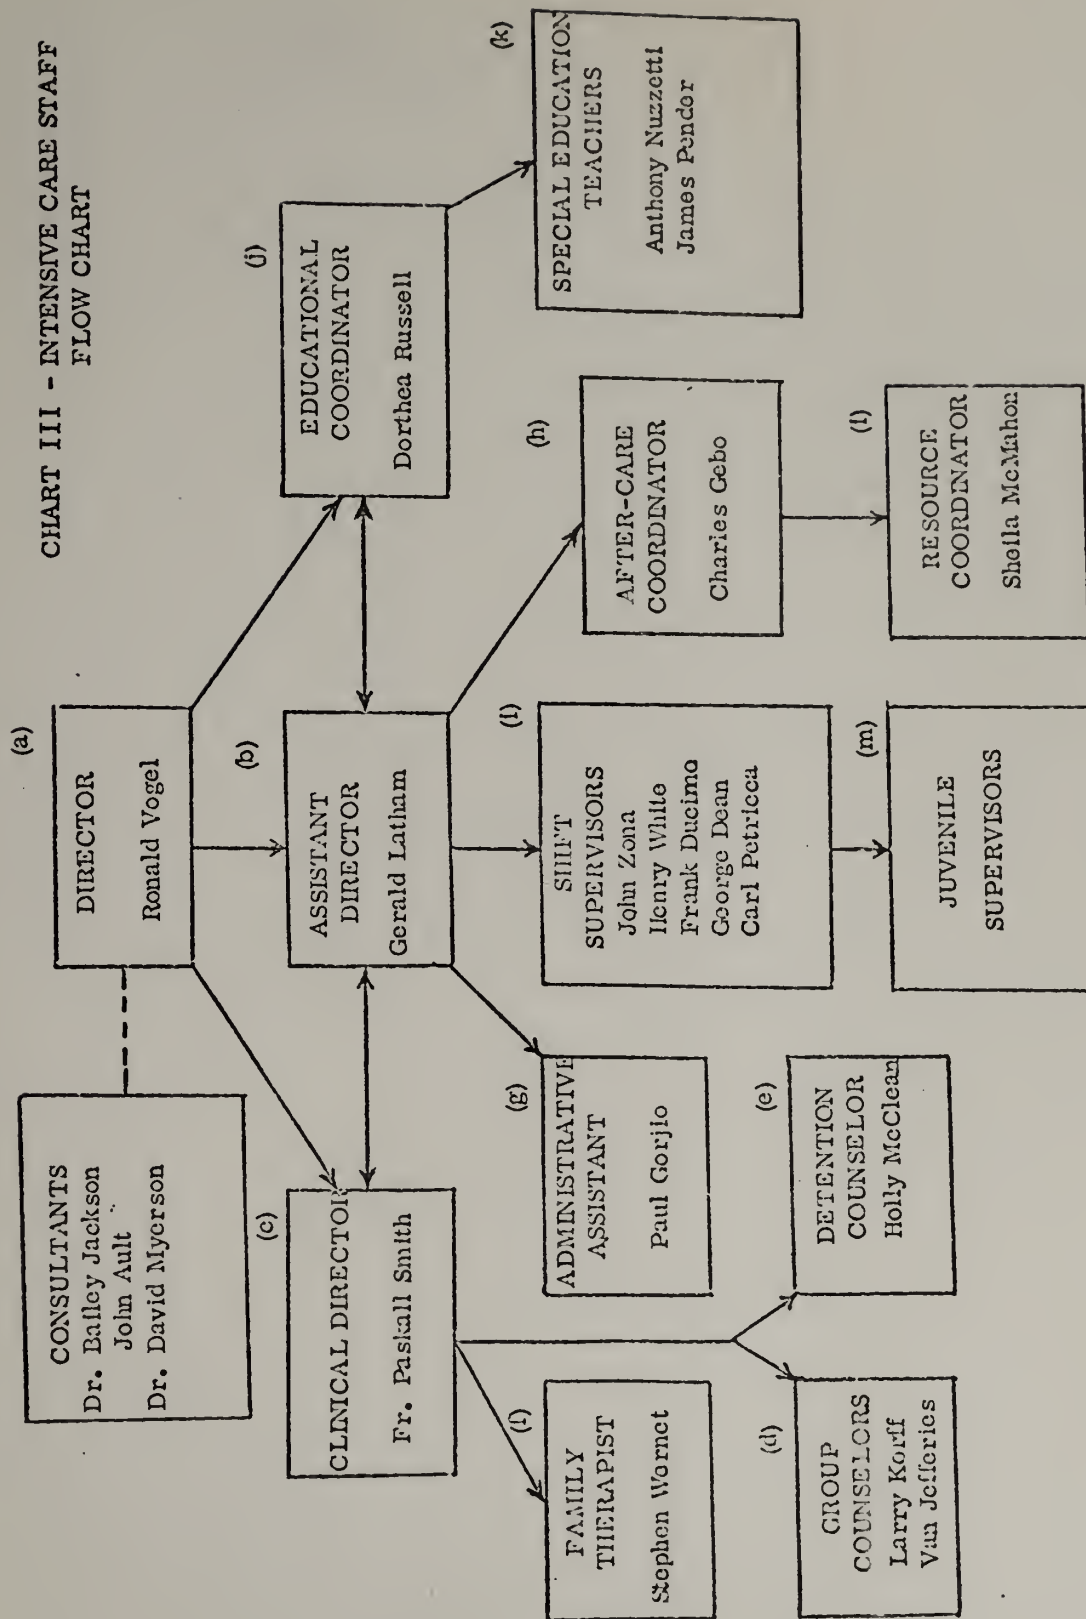 CHART III - INTENSIVE CARE STAFF
FLOW CHART
CONSULTANTS
Dr. Bailey Jackson
John Ault
Dr. David Myerson
(a)
DIRECTOR
Ronald Vogel
(c)
CLINICAL DIRECTOR
Fr. Paskall Smith
(b)
ASSISTANT
DIRECTOR
Gerald Latham
(j)
EDUCATIONAL
COORDINATOR
Dorthea Russell
(f)
FAMILY
THERAPIST
Stephen Wornet
(g)
ADMINISTRATIVE
ASSISTANT
Paul Gorjio
(i)
SHIFT
SUPERVISORS
John Zona
Henry White
Frank Ducimo
George Dean
Carl Petricca
(h)
AFTER-CARE
COORDINATOR
Charles Gebo
(k)
SPECIAL EDUCATION
TEACHERS
Anthony Nuzzetti
James Pender
(d)
GROUP
COUNSELORS
Larry Korff
Van Jefferies
(e)
DETENTION
COUNSELOR
Holly McClean
(m)
JUVENILE
SUPERVISORS
(l)
RESOURCE
COORDINATOR
Sheila McMahon